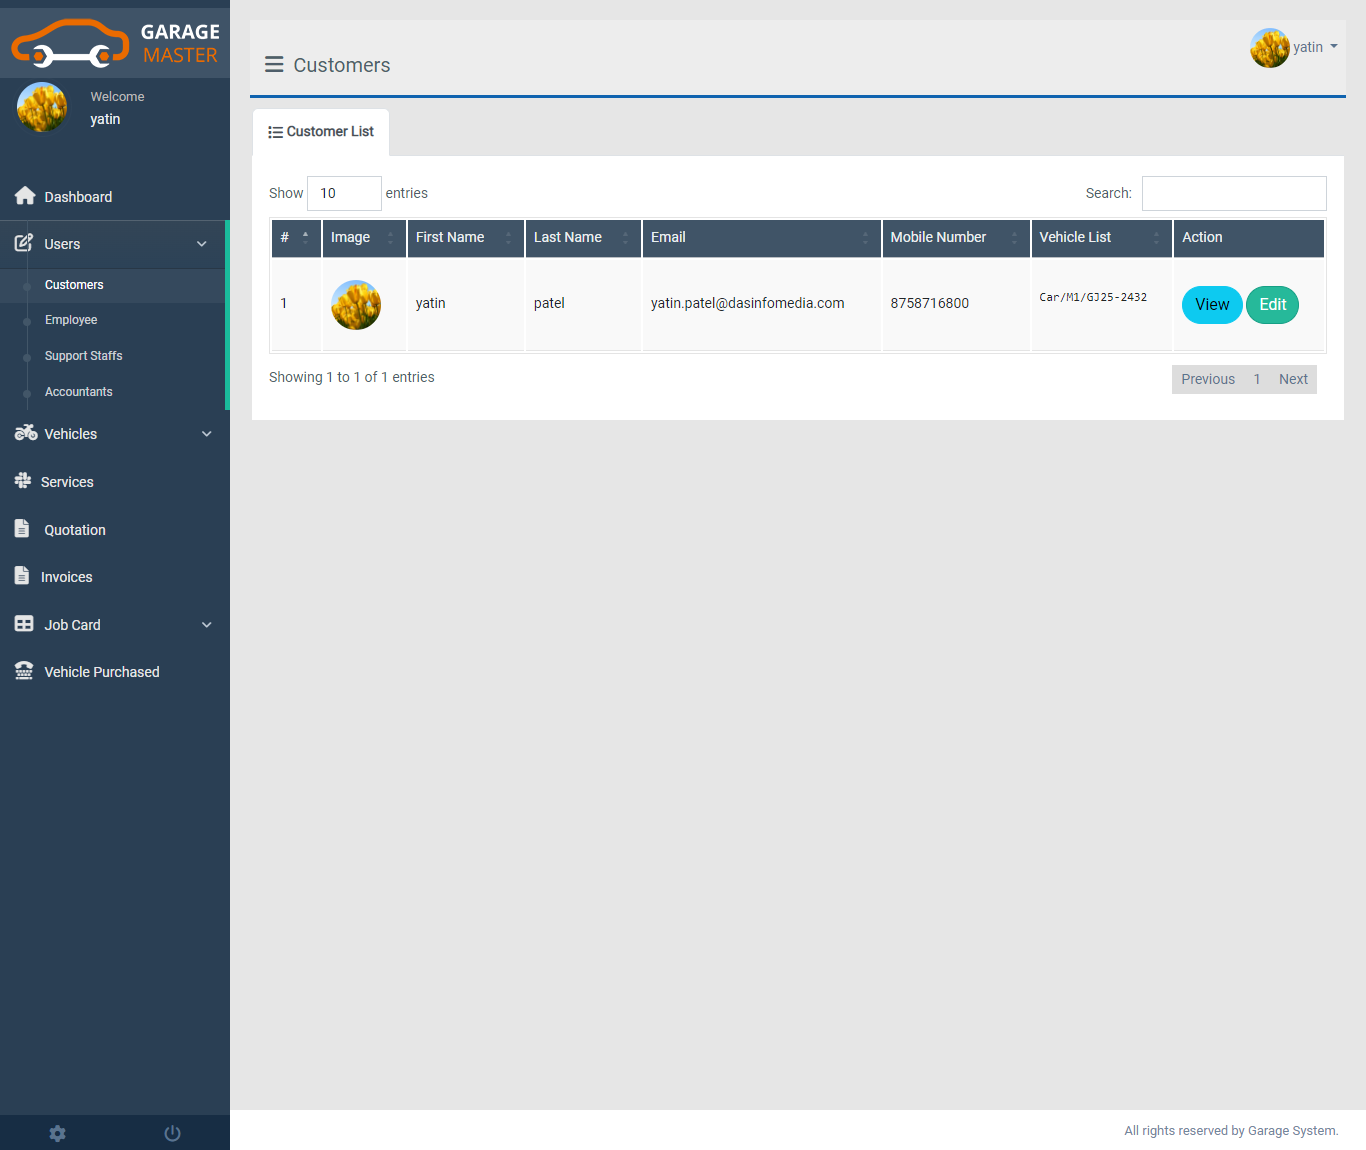 GARAGE
MASTER
Welcome
yatin
Dashboard
Users
Customers
Employee
Support Staffs
Accountants
Vehicles
Services
Quotation
Invoices
Job Card
Vehicle Purchased
Customers
yatin
Customer List
Show 10 entries
Search:
# Image First Name Last Name Email Mobile Number Vehicle List Action
1 yatin patel yatin.patel@dasinfomedia.com 8758716800 Car/M1/GJ25-2432 View Edit
Showing 1 to 1 of 1 entries
Previous 1 Next
All rights reserved by Garage System.